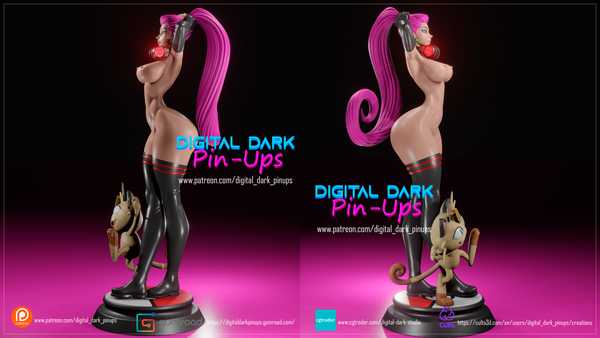 DIGITAL DARK
Pin-Ups
www.patreon.com/digital_dark_pinups
DIGITAL DARK
Pin-Ups
www.patreon.com/digital_dark_pinups
www.patreon.com/digital_dark_pinups
https://digitaldarkpinups.gumroad.com/
cgtrader
www.cgtrader.com/digital-dark-studio
https://cults3d.com/en/users/digital_dark_pinups/creations